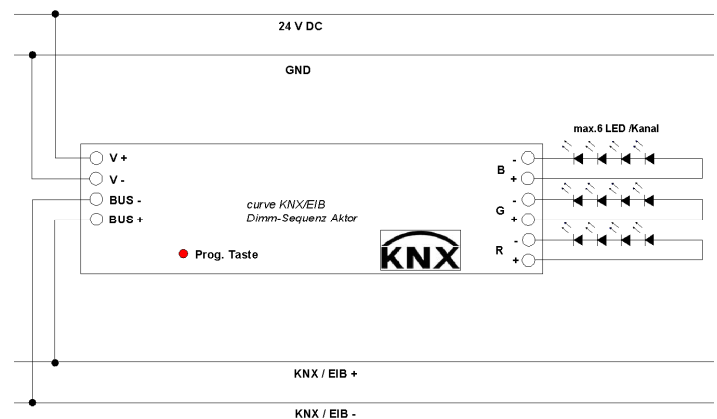 24 V DC
GND
max.6 LED /Kanal
V +
V -
BUS -
BUS +
curve KNX/EIB
Dimm-Sequenz Aktor
Prog. Taste
KNX
B
-
+
G
-
+
R
-
+
KNX / EIB +
KNX / EIB -